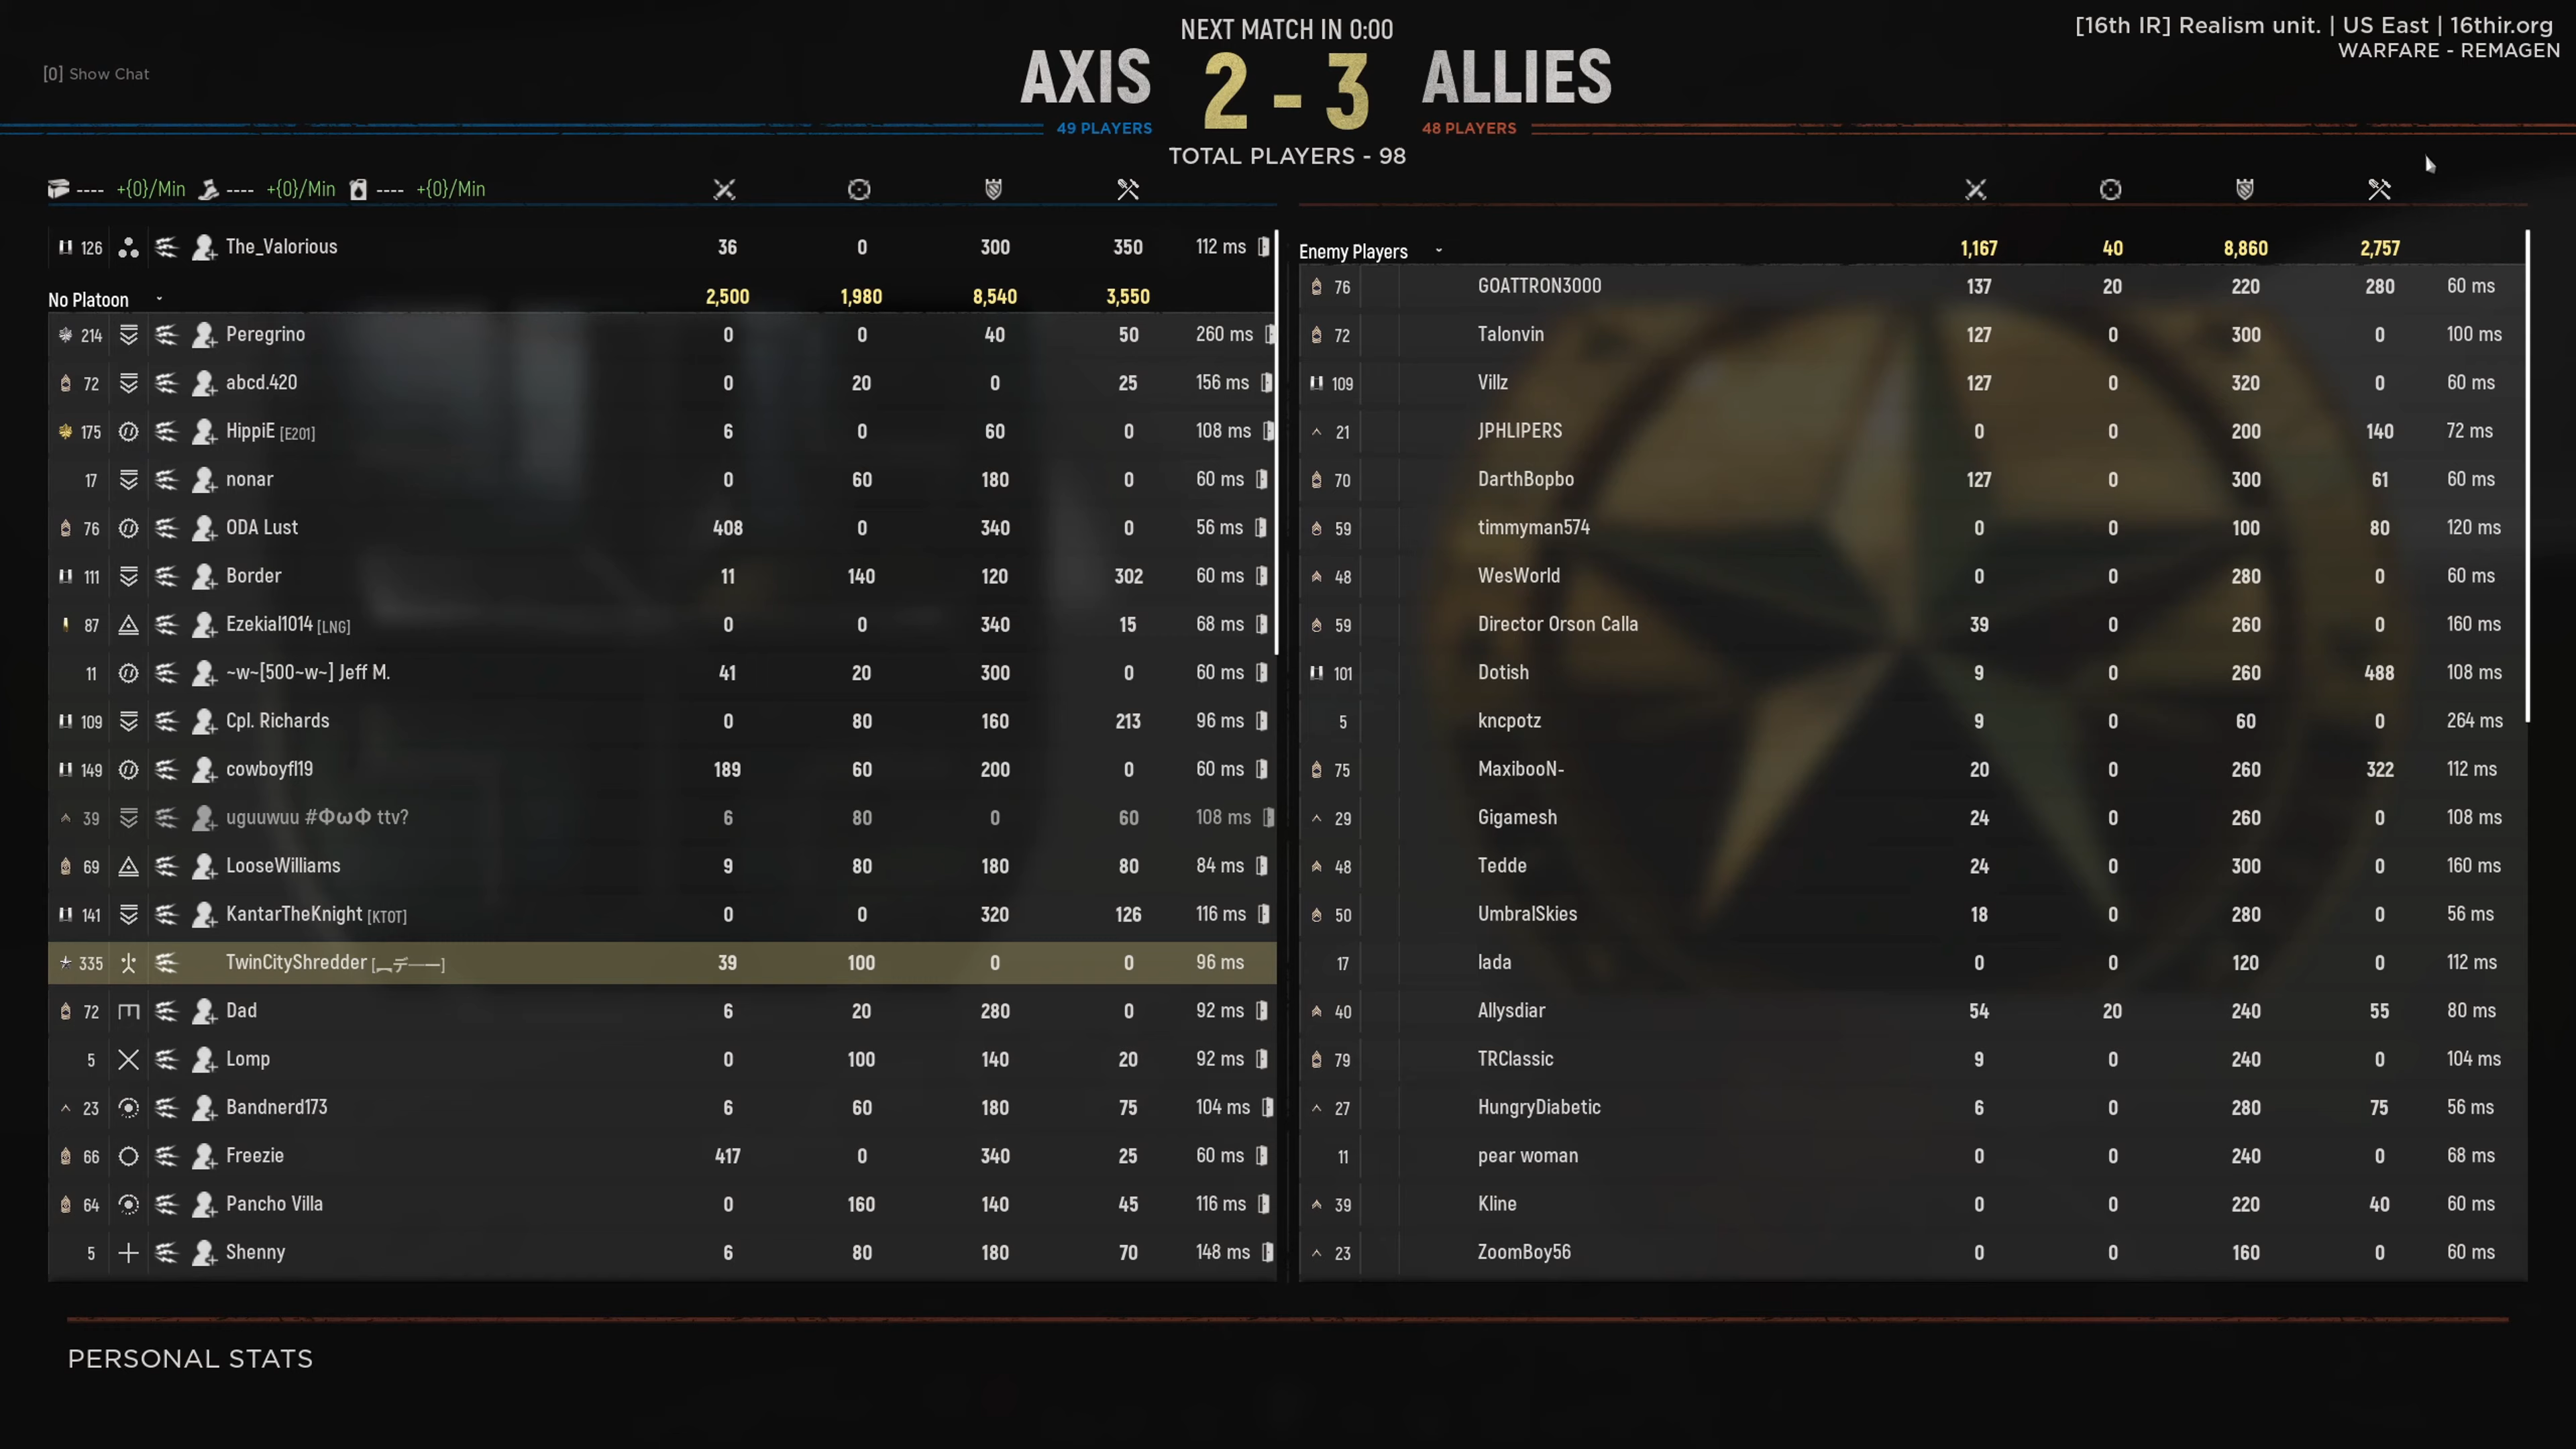 NEXT MATCH IN 0:00
[16th IR] Realism unit. | US East | 16thir.org
WARFARE - REMAGEN
[0] Show Chat
AXIS 2 - 3 ALLIES
49 PLAYERS 48 PLAYERS
TOTAL PLAYERS - 98
---- +{0}/Min ---- +{0}/Min ---- +{0}/Min
126 The_Valorious 36 0 300 350 112 ms
No Platoon 2,500 1,980 8,540 3,550
214 Peregrino 0 0 40 50 260 ms
72 abcd.420 0 20 0 25 156 ms
175 HippiE [E201] 6 0 60 0 108 ms
17 nonar 0 60 180 0 60 ms
76 ODA Lust 408 0 340 0 56 ms
111 Border 11 140 120 302 60 ms
87 Ezekial1014 [LNG] 0 0 340 15 68 ms
11 ~w~[500~w~] Jeff M. 41 20 300 0 60 ms
109 Cpl. Richards 0 80 160 213 96 ms
149 cowboyfl19 189 60 200 0 60 ms
39 uguuwuu #ΦωΦ ttv? 6 80 0 60 108 ms
69 LooseWilliams 9 80 180 80 84 ms
141 KantarTheKnight [KTOT] 0 0 320 126 116 ms
335 TwinCityShredder [︻デ══一] 39 100 0 0 96 ms
72 Dad 6 20 280 0 92 ms
5 Lomp 0 100 140 20 92 ms
23 Bandnerd173 6 60 180 75 104 ms
66 Freezie 417 0 340 25 60 ms
64 Pancho Villa 0 160 140 45 116 ms
5 Shenny 6 80 180 70 148 ms
Enemy Players 1,167 40 8,860 2,757
76 GOATTRON3000 137 20 220 280 60 ms
72 Talonvin 127 0 300 0 100 ms
109 Villz 127 0 320 0 60 ms
21 JPHLIPERS 0 0 200 140 72 ms
70 DarthBopbo 127 0 300 61 60 ms
59 timmyman574 0 0 100 80 120 ms
48 WesWorld 0 0 280 0 60 ms
59 Director Orson Calla 39 0 260 0 160 ms
101 Dotish 9 0 260 488 108 ms
5 kncpotz 9 0 60 0 264 ms
75 MaxibooN- 20 0 260 322 112 ms
29 Gigamesh 24 0 260 0 108 ms
48 Tedde 24 0 300 0 160 ms
50 UmbralSkies 18 0 280 0 56 ms
17 lada 0 0 120 0 112 ms
40 Allysdiar 54 20 240 55 80 ms
79 TRClassic 9 0 240 0 104 ms
27 HungryDiabetic 6 0 280 75 56 ms
11 pear woman 0 0 240 0 68 ms
39 Kline 0 0 220 40 60 ms
23 ZoomBoy56 0 0 160 0 60 ms
PERSONAL STATS